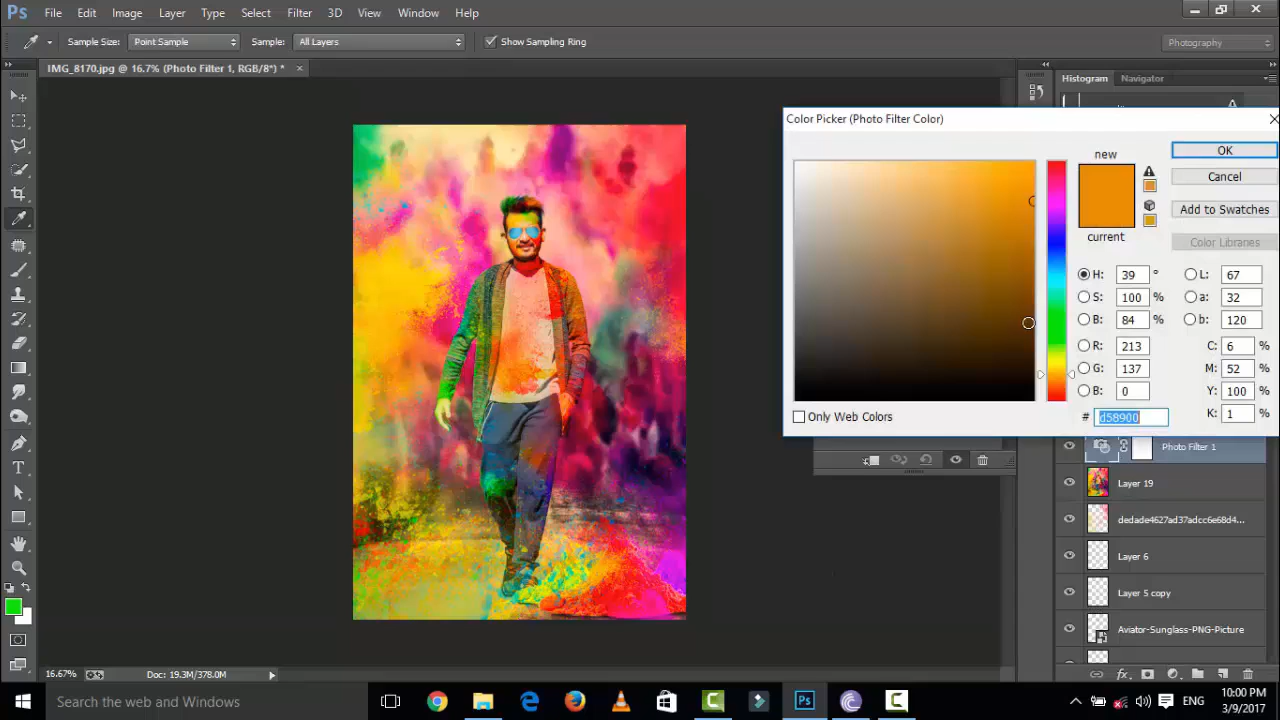 Ps File Edit Image Layer Type Select Filter 3D View Window Help
Sample Size: Point Sample Sample: All Layers Show Sampling Ring Photography
IMG_8170.jpg @ 16.7% (Photo Filter 1, RGB/8*) * ×
Histogram Navigator
Color Picker (Photo Filter Color)
new
OK
Cancel
Add to Swatches
current
Color Libraries
H: 39 ° L: 67
S: 100 % a: 32
B: 84 % b: 120
R: 213 C: 6 %
G: 137 M: 52 %
B: 0 Y: 100 %
Only Web Colors # d58900 K: 1 %
Photo Filter 1
Layer 19
dedade4627ad37adcc6e68d4...
Layer 6
Layer 5 copy
Aviator-Sunglass-PNG-Picture
16.67% Doc: 19.3M/378.0M
Search the web and Windows
ENG
10:00 PM
3/9/2017